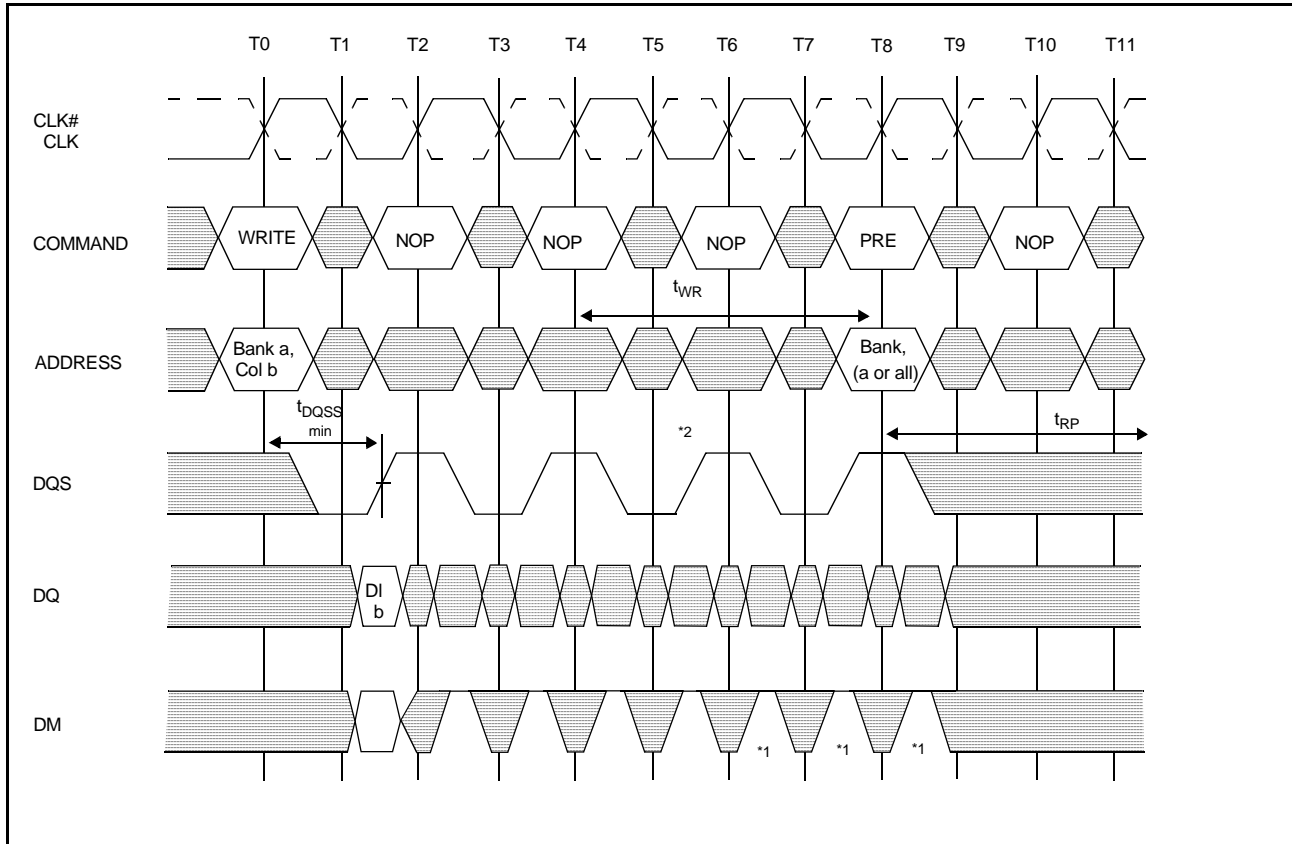 T0 T1 T2 T3 T4 T5 T6 T7 T8 T9 T10 T11
CLK#
CLK
COMMAND WRITE NOP NOP NOP PRE NOP
tWR
ADDRESS Bank a, Col b Bank, (a or all)
tDQSS
min
*2
tRP
DQS
DQ DI b
DM
*1 *1 *1